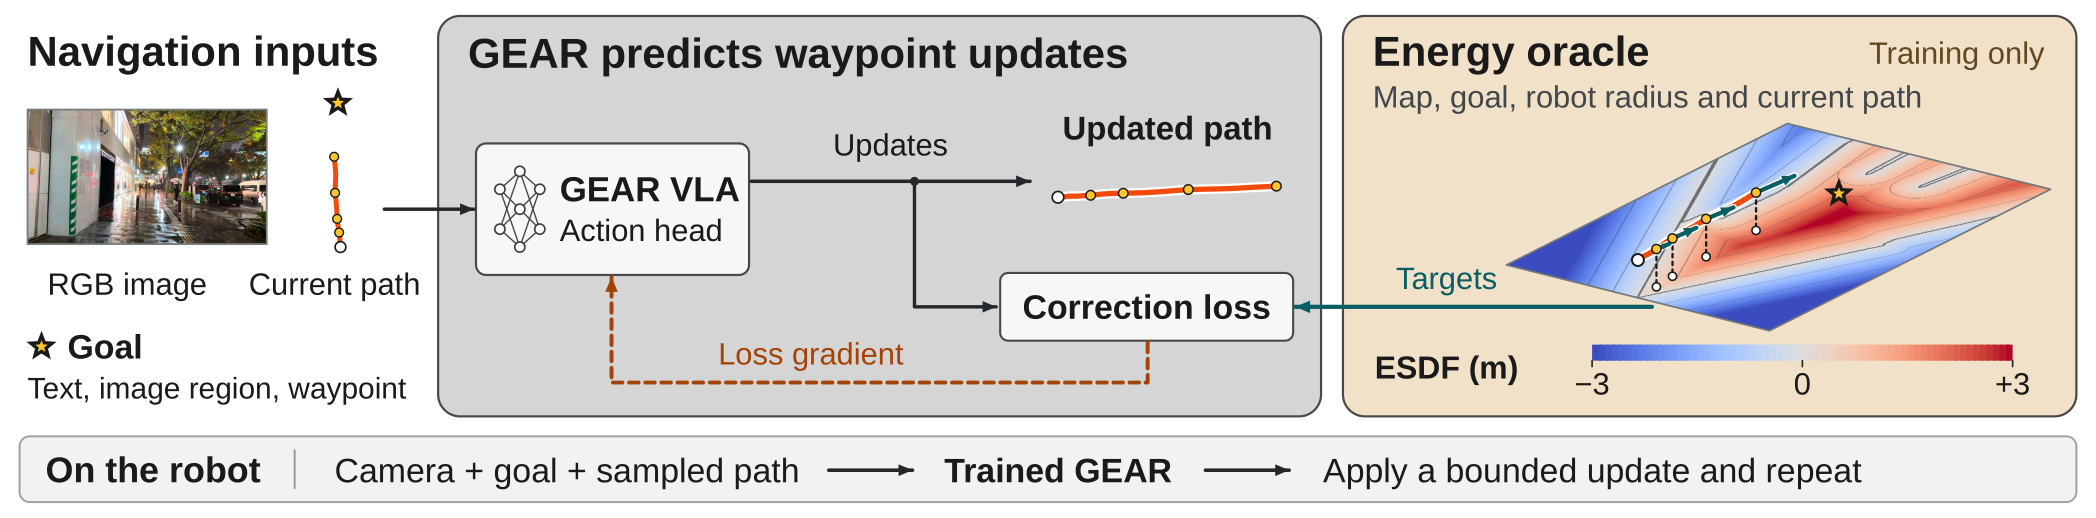 Navigation inputs
RGB image
Current path
Goal
Text, image region, waypoint
GEAR predicts waypoint updates
GEAR VLA
Action head
Updates
Updated path
Correction loss
Loss gradient
Energy oracle
Training only
Map, goal, robot radius and current path
Targets
ESDF (m)
−3
0
+3
On the robot
Camera + goal + sampled path
Trained GEAR
Apply a bounded update and repeat